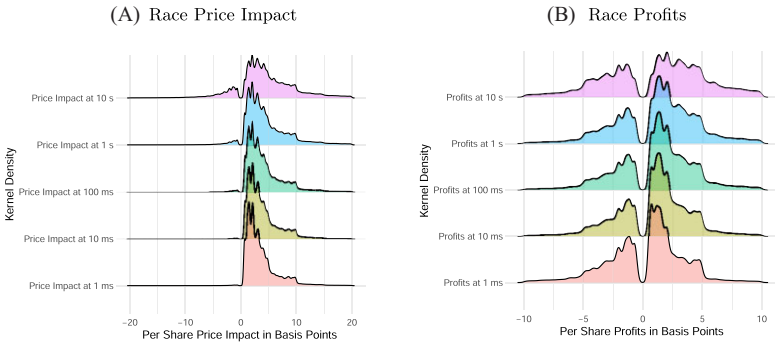 (A) Race Price Impact
Kernel Density
Price Impact at 10 s
Price Impact at 1 s
Price Impact at 100 ms
Price Impact at 10 ms
Price Impact at 1 ms
−20 −10 0 10 20
Per Share Price Impact in Basis Points
(B) Race Profits
Kernel Density
Profits at 10 s
Profits at 1 s
Profits at 100 ms
Profits at 10 ms
Profits at 1 ms
−10 −5 0 5 10
Per Share Profits in Basis Points